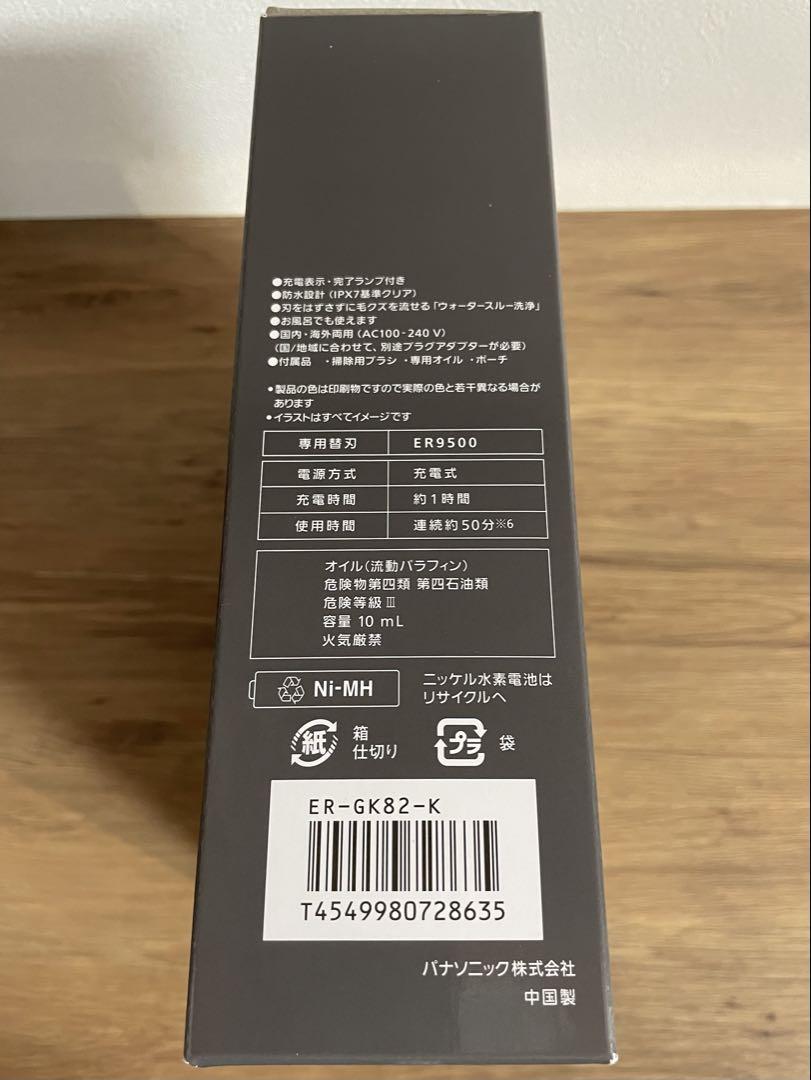 ●充電表示・完了ランプ付き
●防水設計（IPX7基準クリア）
●刃をはずさずに毛クズを流せる「ウォータースルー洗浄」
●お風呂でも使えます
●国内・海外両用（AC100-240 V）
（国/地域に合わせて、別途プラグアダプターが必要）
●付属品 ・掃除用ブラシ ・専用オイル ・ポーチ
●製品の色は印刷物ですので実際の色と若干異なる場合が
あります
●イラストはすべてイメージです
専用替刃 ER9500
電源方式 充電式
充電時間 約1時間
使用時間 連続約50分※6
オイル（流動パラフィン）
危険物第四類 第四石油類
危険等級Ⅲ
容量 10 mL
火気厳禁
Ni-MH
ニッケル水素電池は
リサイクルへ
紙 箱
仕切り
プラ 袋
ER-GK82-K
T4549980728635
パナソニック株式会社
中国製